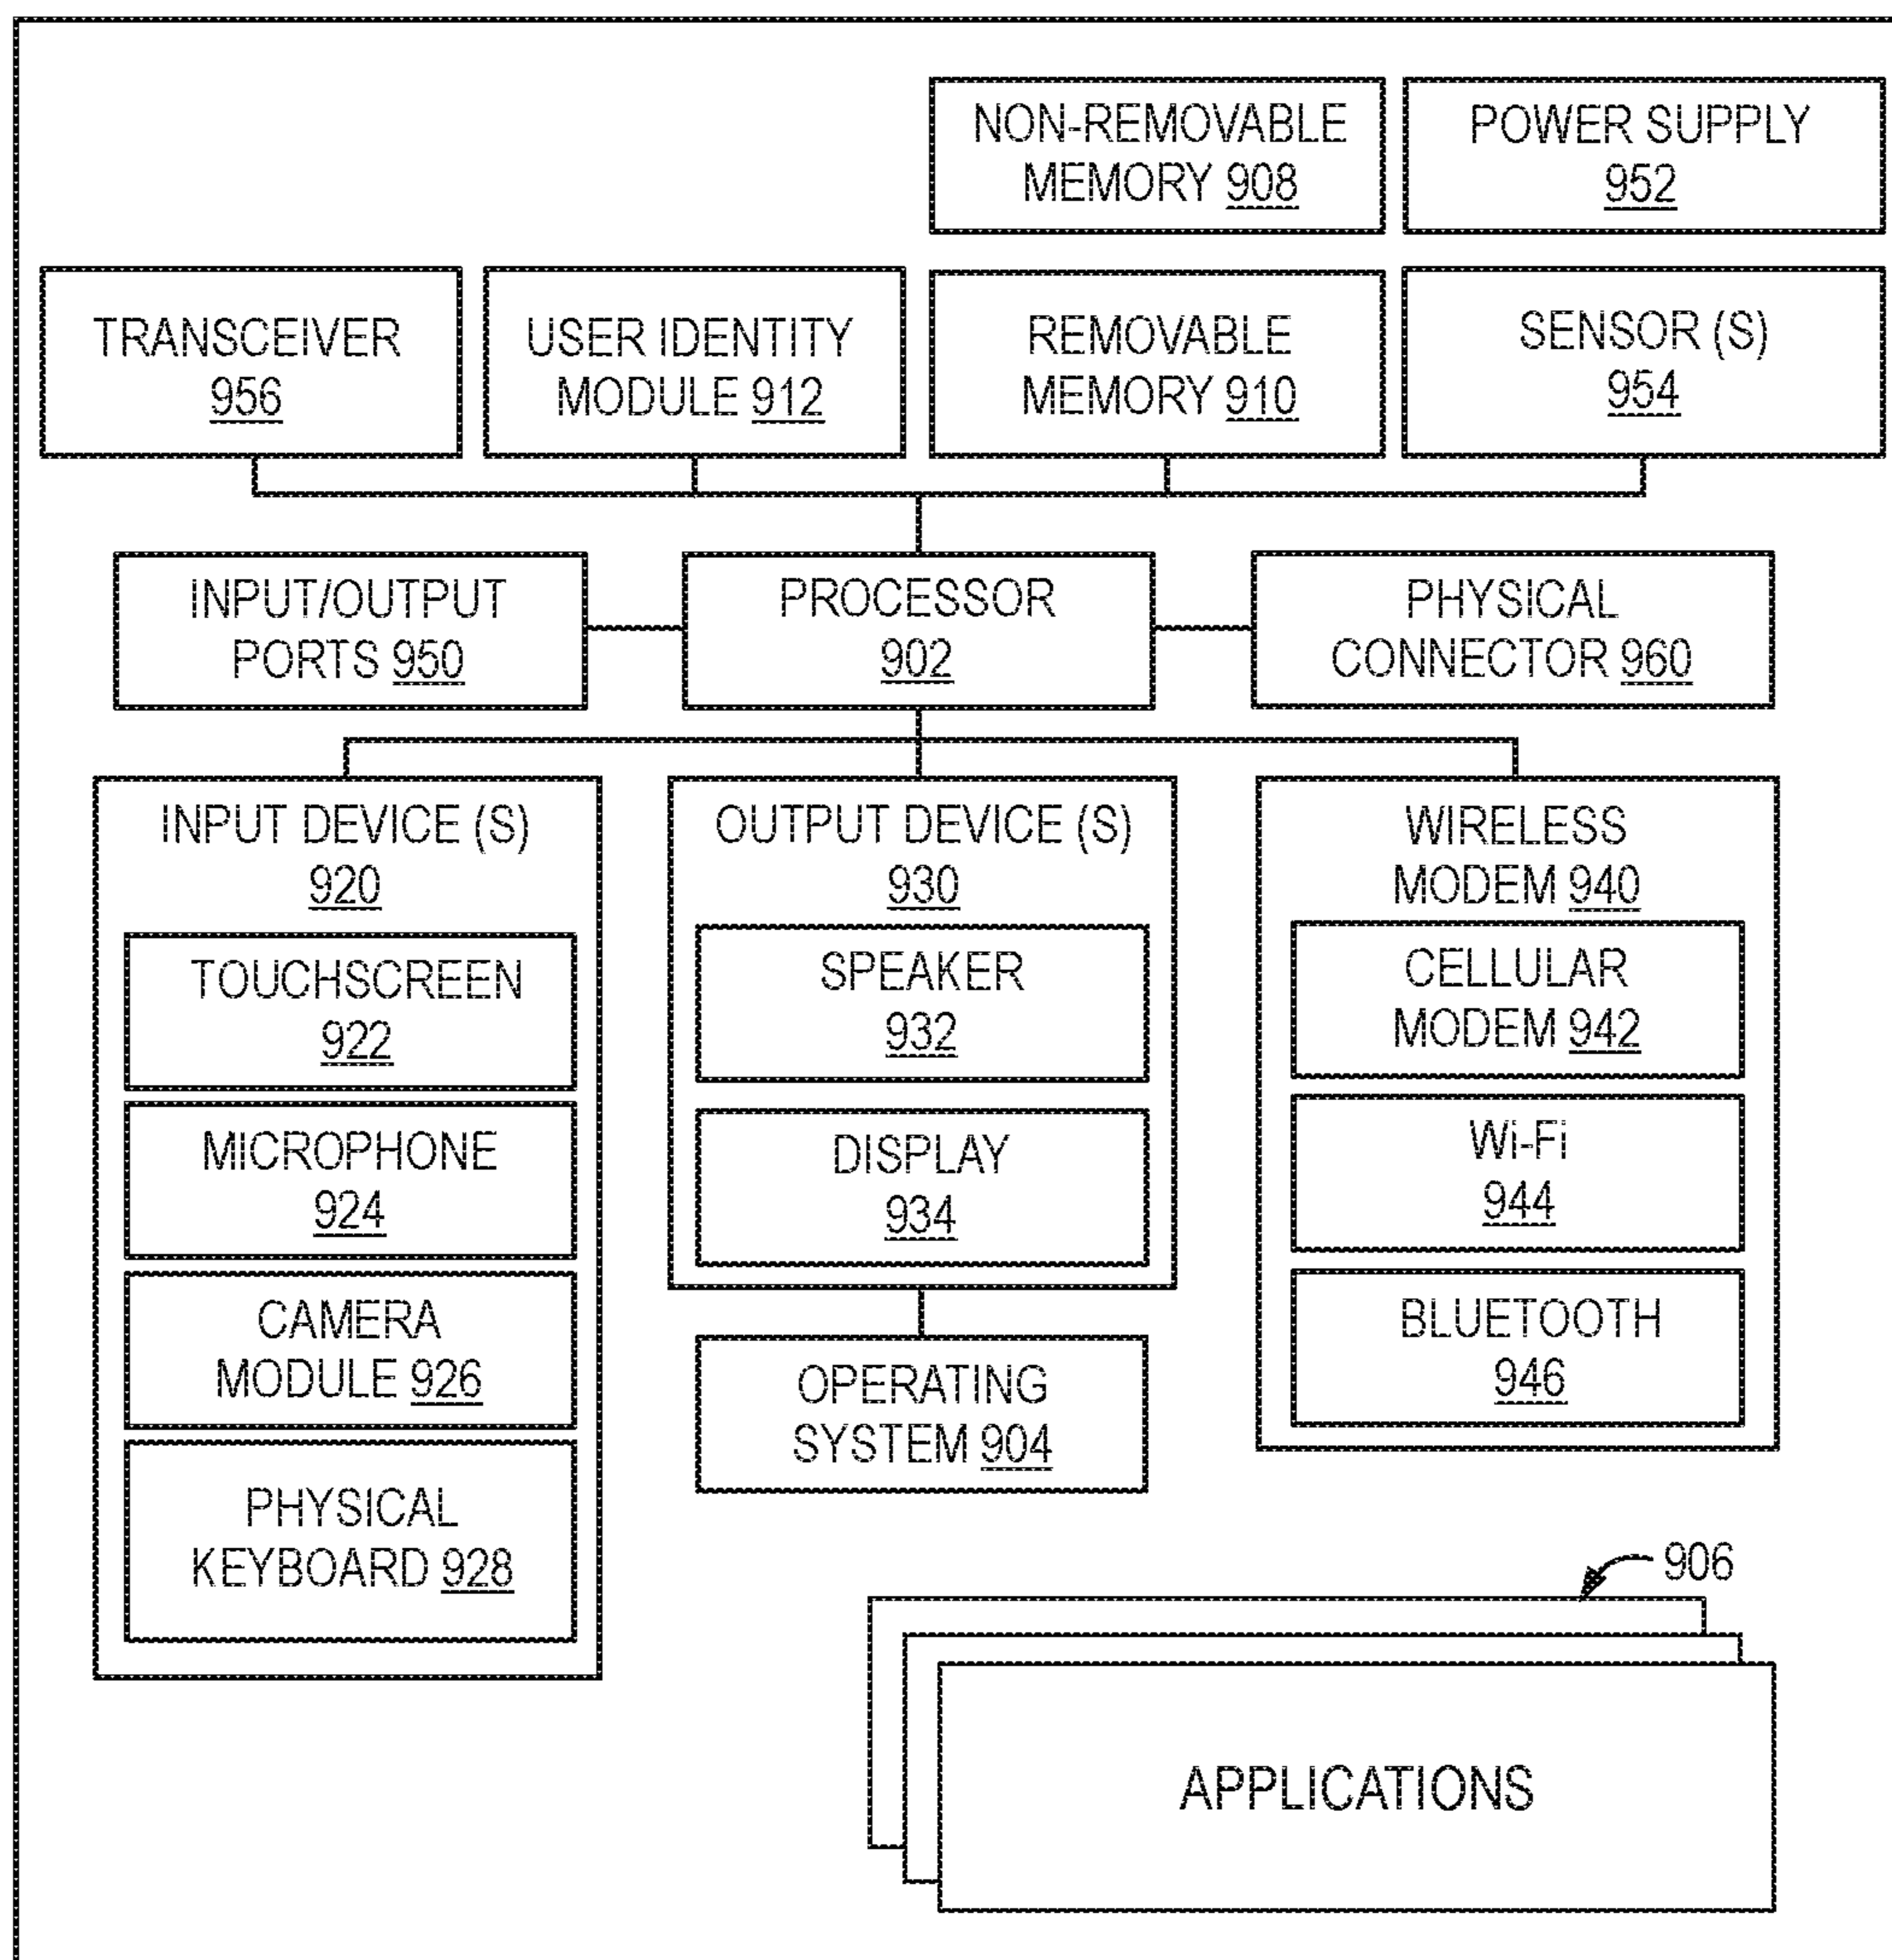 NON-REMOVABLE
MEMORY 908
POWER SUPPLY
952
TRANSCEIVER
956
USER IDENTITY
MODULE 912
REMOVABLE
MEMORY 910
SENSOR (S)
954
INPUT/OUTPUT
PORTS 950
PROCESSOR
902
PHYSICAL
CONNECTOR 960
INPUT DEVICE (S)
920
TOUCHSCREEN
922
MICROPHONE
924
CAMERA
MODULE 926
PHYSICAL
KEYBOARD 928
OUTPUT DEVICE (S)
930
SPEAKER
932
DISPLAY
934
OPERATING
SYSTEM 904
WIRELESS
MODEM 940
CELLULAR
MODEM 942
Wi-Fi
944
BLUETOOTH
946
906
APPLICATIONS